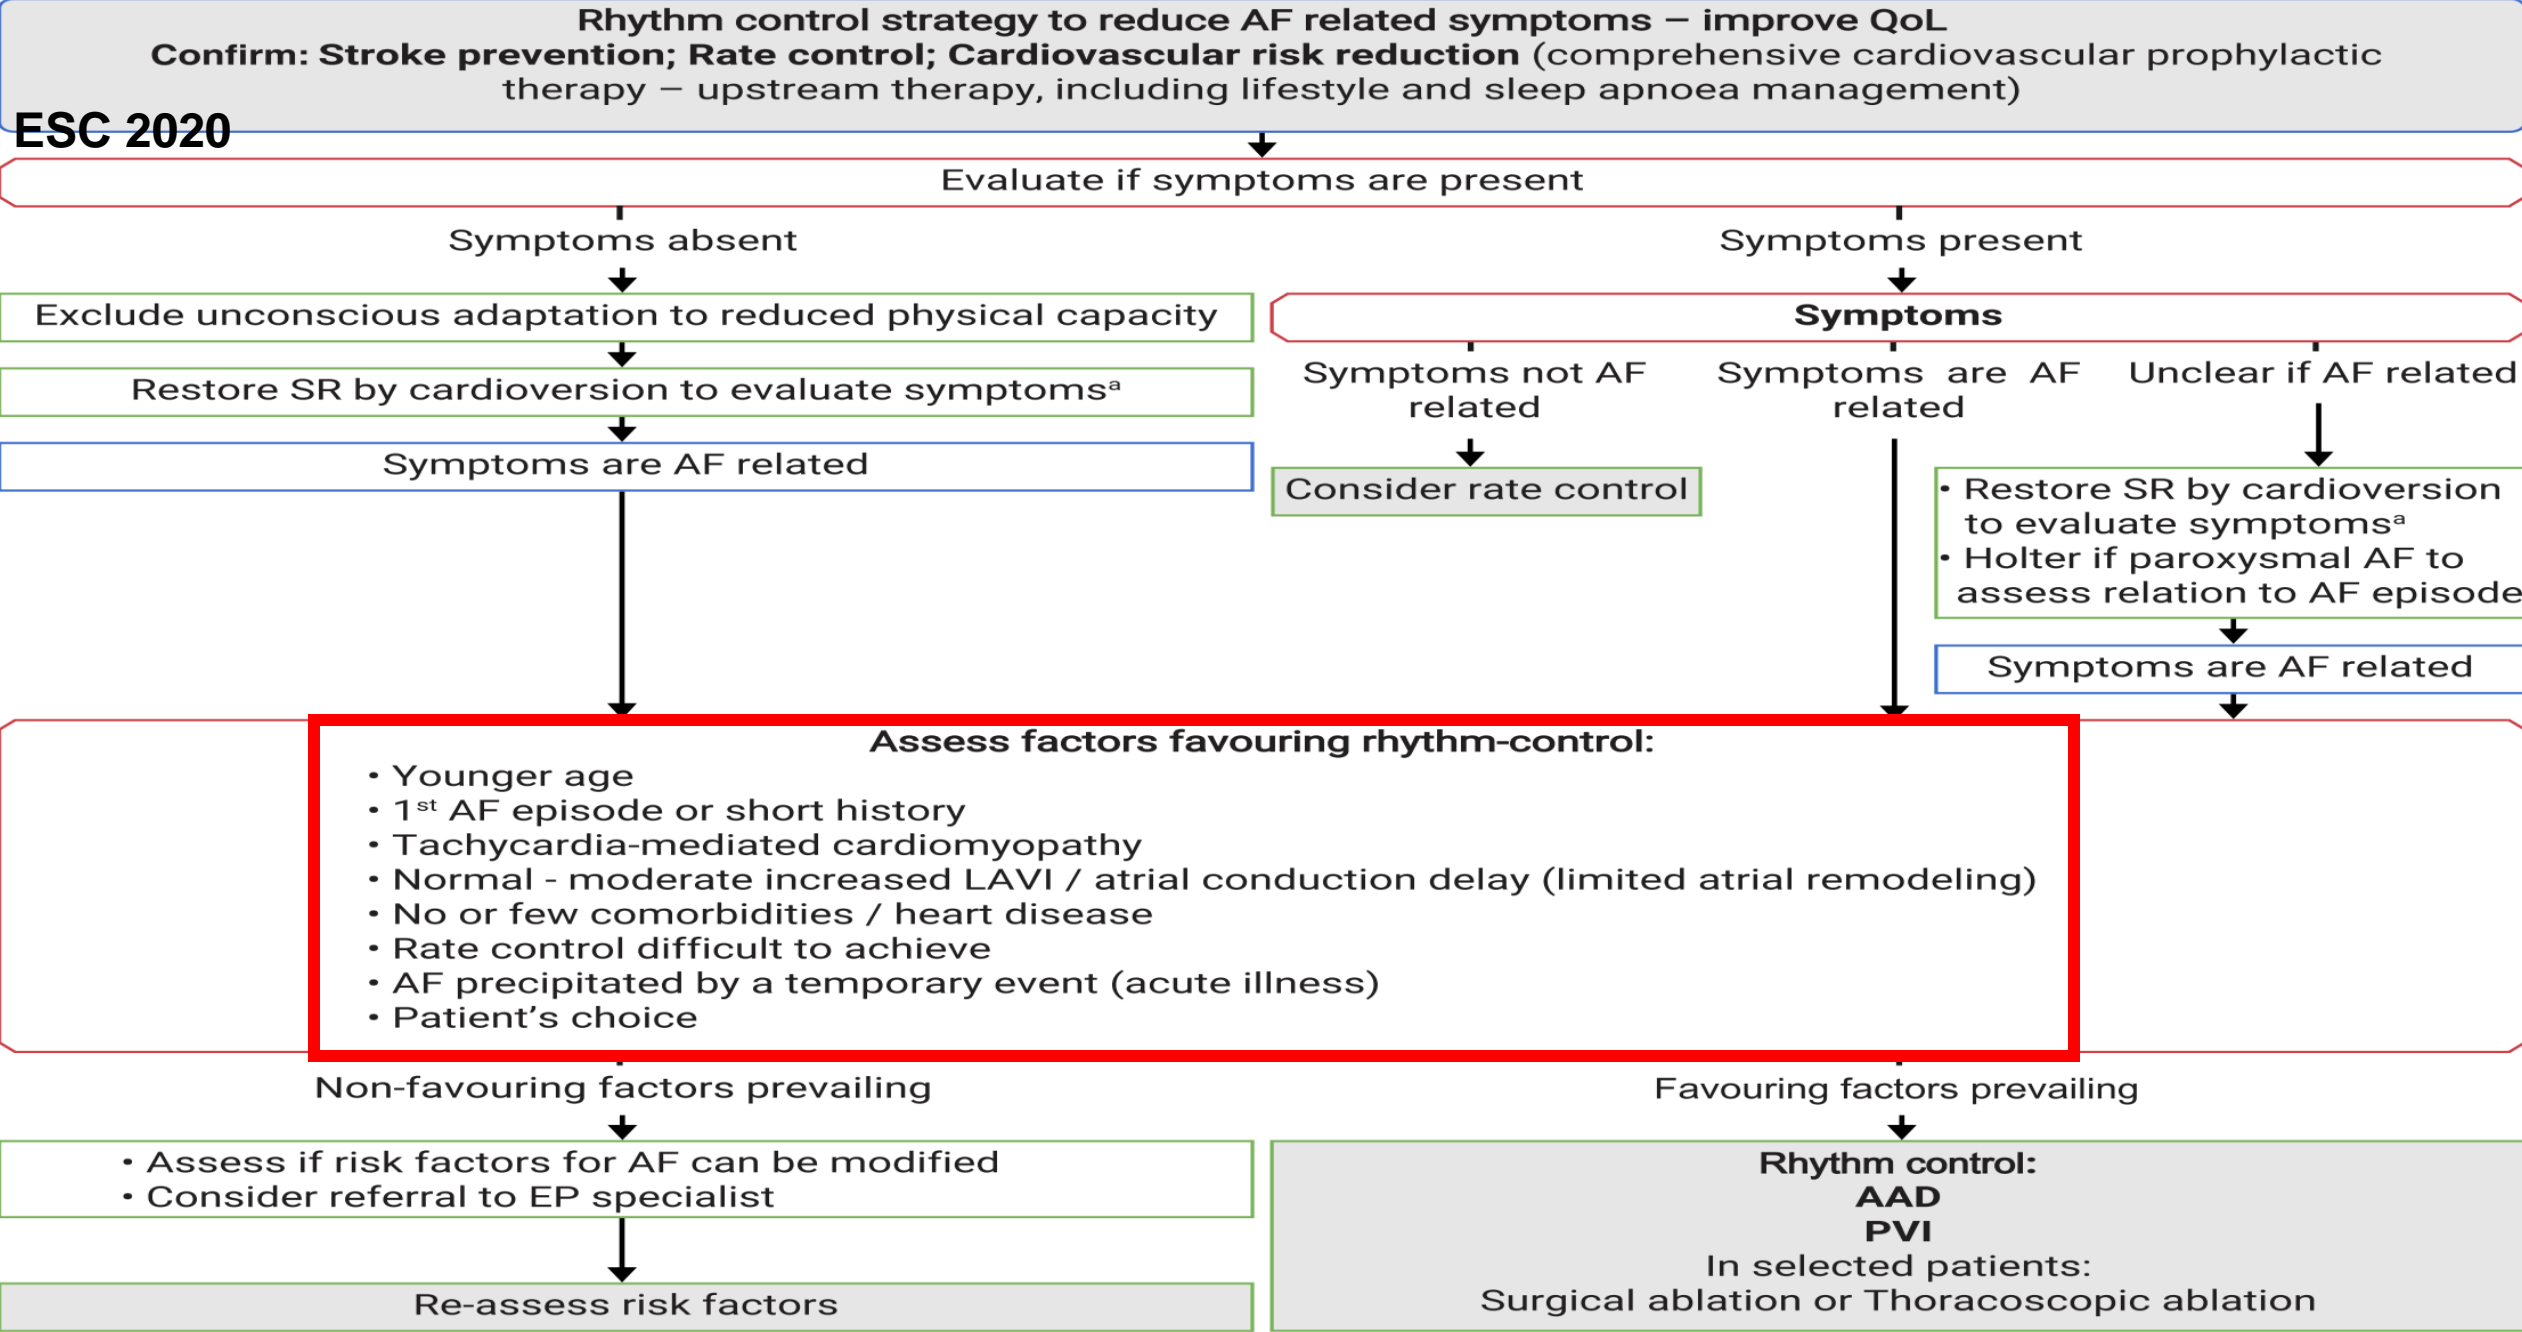 Rhythm control strategy to reduce AF related symptoms – improve QoL
Confirm: Stroke prevention; Rate control; Cardiovascular risk reduction (comprehensive cardiovascular prophylactic
therapy – upstream therapy, including lifestyle and sleep apnoea management)
ESC 2020
Evaluate if symptoms are present
Symptoms absent
Symptoms present
Exclude unconscious adaptation to reduced physical capacity
Restore SR by cardioversion to evaluate symptomsᵃ
Symptoms are AF related
Symptoms
Symptoms not AF
related
Consider rate control
Symptoms are AF
related
Unclear if AF related
• Restore SR by cardioversion
to evaluate symptomsᵃ
• Holter if paroxysmal AF to
assess relation to AF episode
Symptoms are AF related
Assess factors favouring rhythm-control:
• Younger age
• 1ˢᵗ AF episode or short history
• Tachycardia-mediated cardiomyopathy
• Normal - moderate increased LAVI / atrial conduction delay (limited atrial remodeling)
• No or few comorbidities / heart disease
• Rate control difficult to achieve
• AF precipitated by a temporary event (acute illness)
• Patient's choice
Non-favouring factors prevailing
Favouring factors prevailing
• Assess if risk factors for AF can be modified
• Consider referral to EP specialist
Re-assess risk factors
Rhythm control:
AAD
PVI
In selected patients:
Surgical ablation or Thoracoscopic ablation